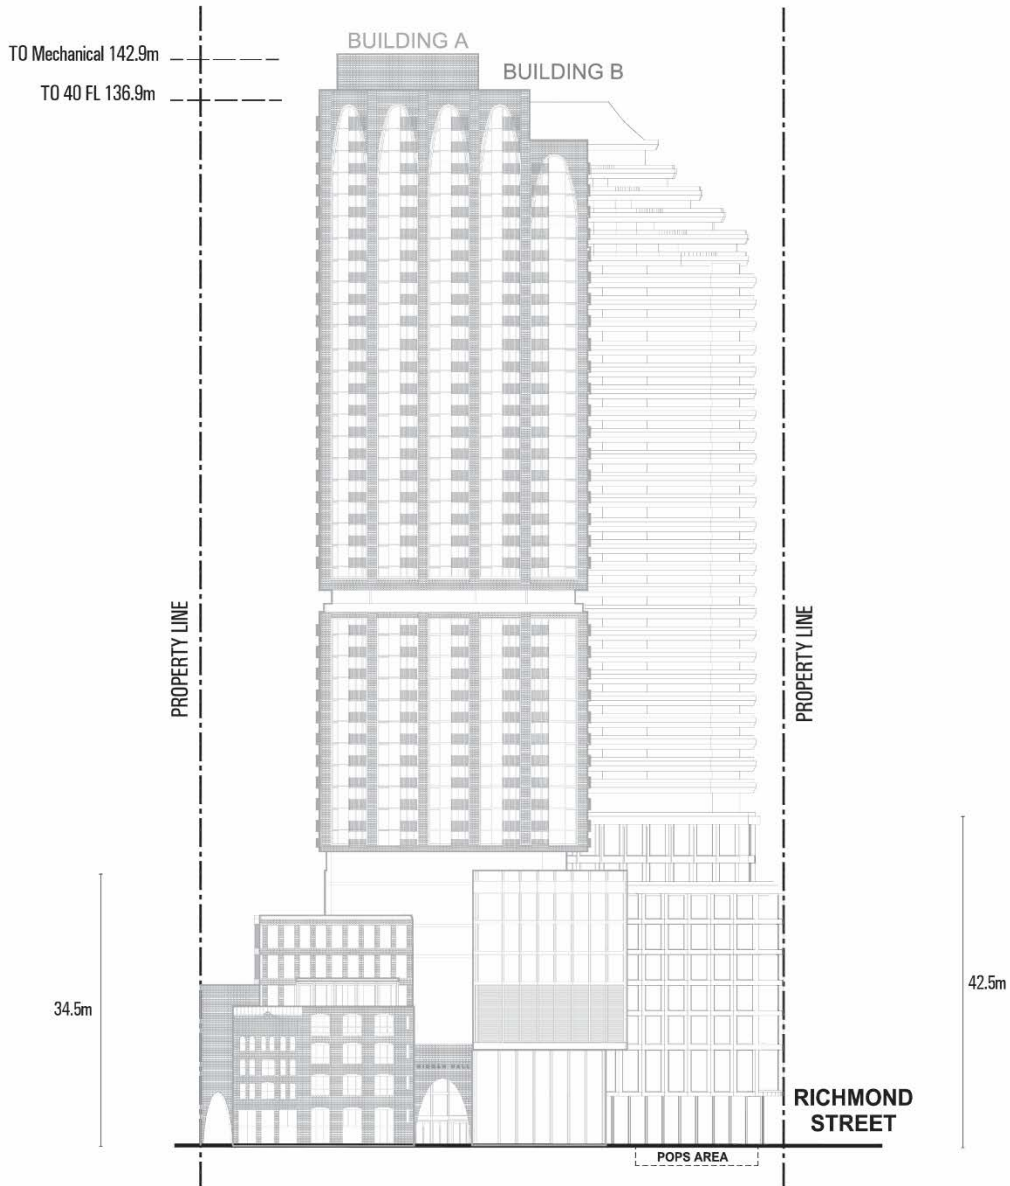 BUILDING A
TO Mechanical 142.9m
BUILDING B
TO 40 FL 136.9m
PROPERTY LINE
PROPERTY LINE
34.5m
42.5m
RICHMOND
STREET
POPS AREA